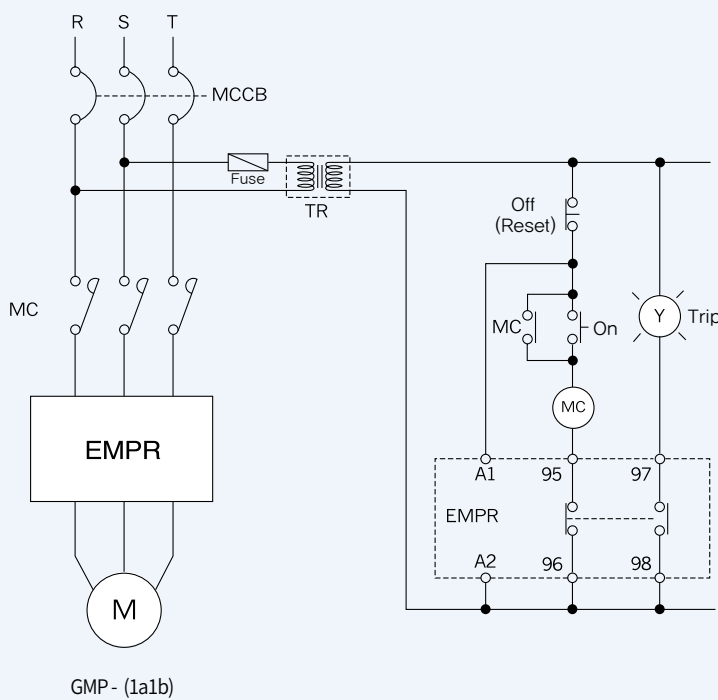 R S T
MCCB
Fuse
TR
Off
(Reset)
MC
MC
On
Y
Trip
MC
EMPR
A1
95
97
EMPR
A2
96
98
M
GMP - (1a1b)